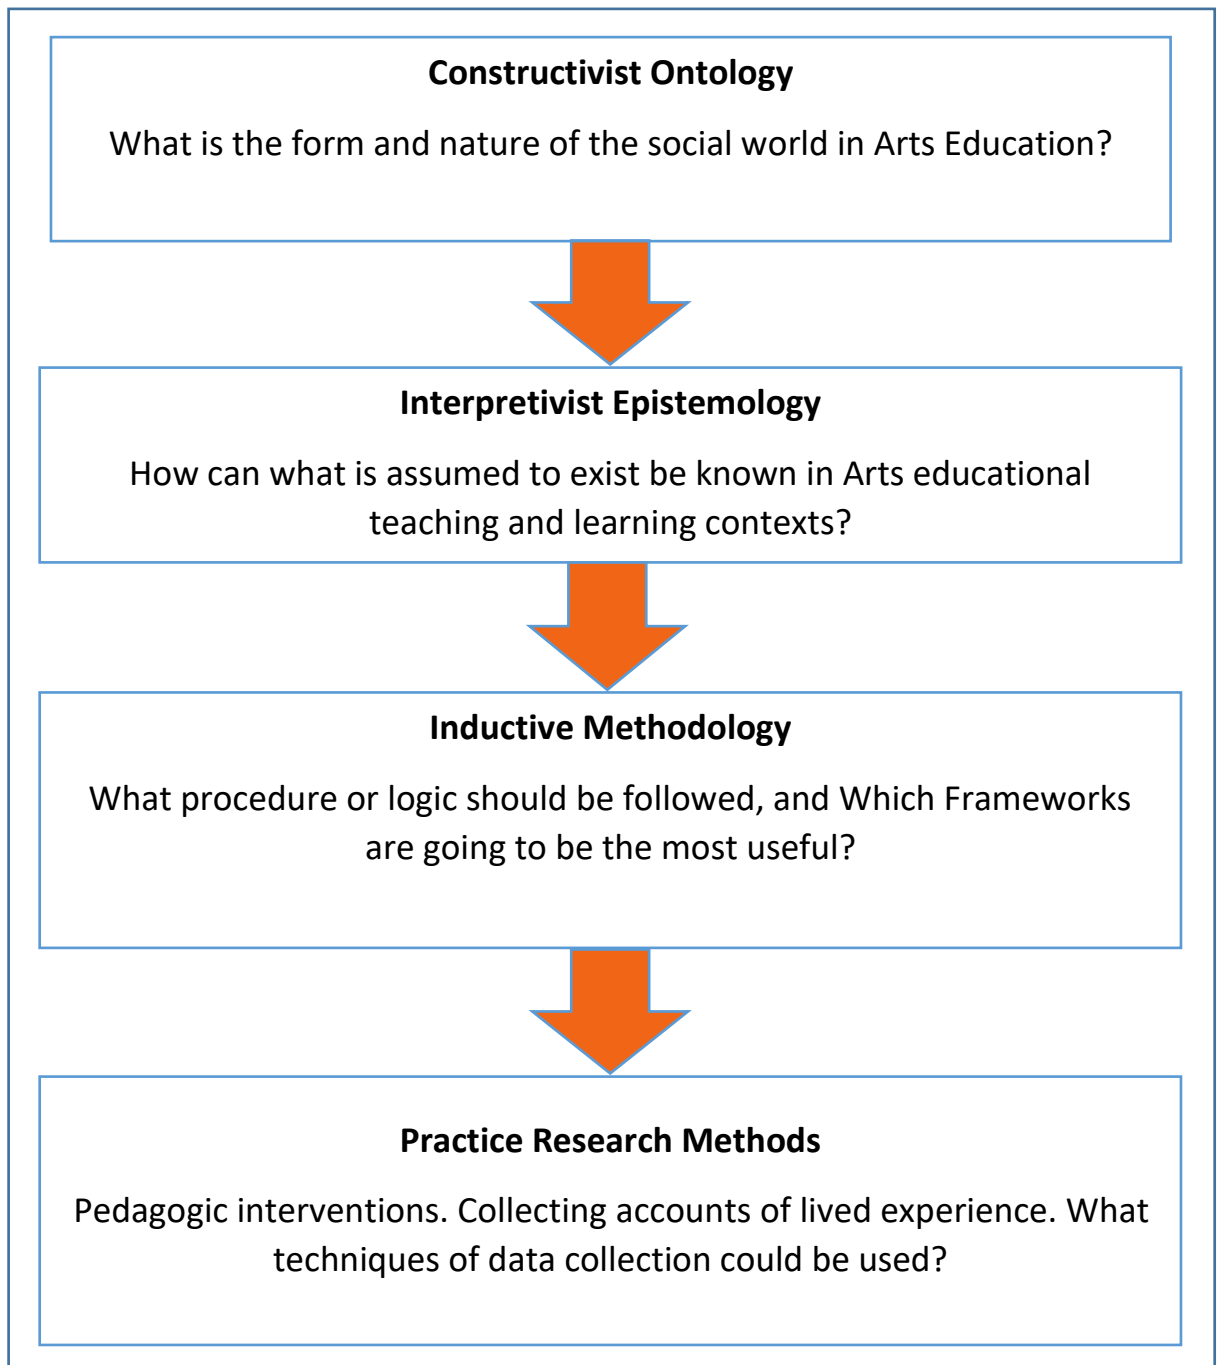 Constructivist Ontology
What is the form and nature of the social world in Arts Education?
Interpretivist Epistemology
How can what is assumed to exist be known in Arts educational
teaching and learning contexts?
Inductive Methodology
What procedure or logic should be followed, and Which Frameworks
are going to be the most useful?
Practice Research Methods
Pedagogic interventions. Collecting accounts of lived experience. What
techniques of data collection could be used?